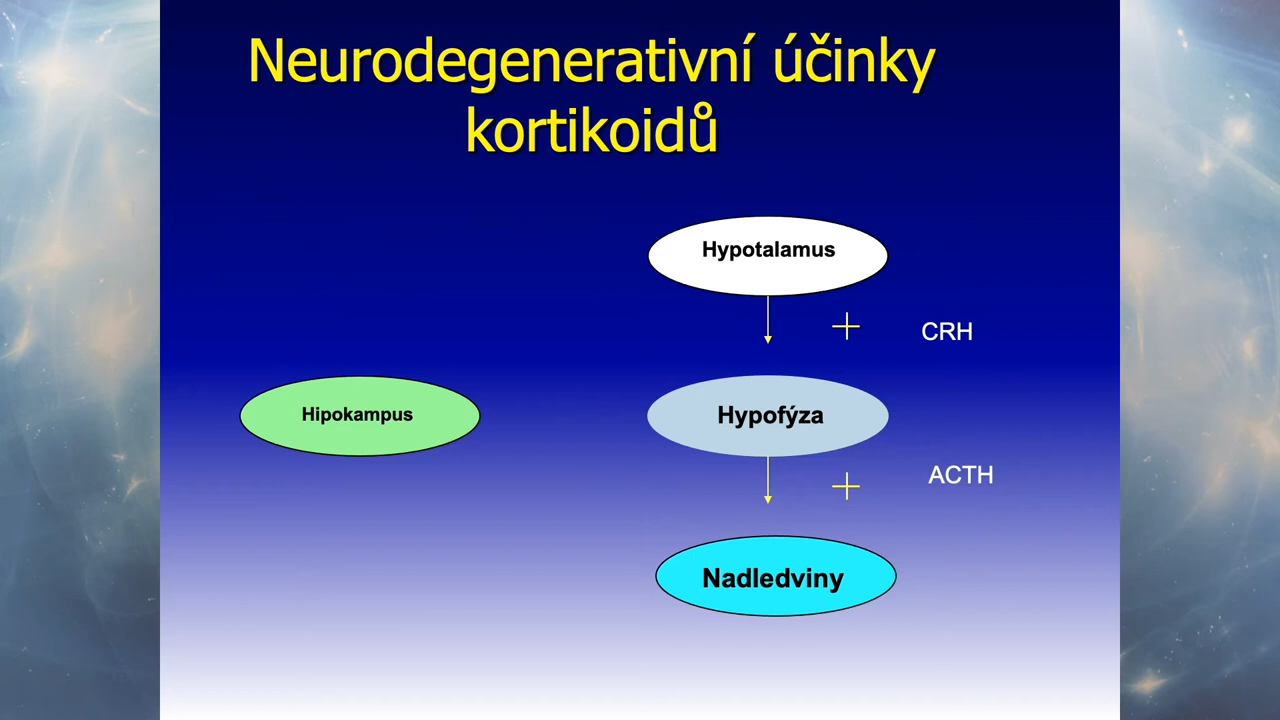 Neurodegenerativní účinky
kortikoidů
Hypotalamus
+ CRH
Hipokampus
Hypofýza
+ ACTH
Nadledviny